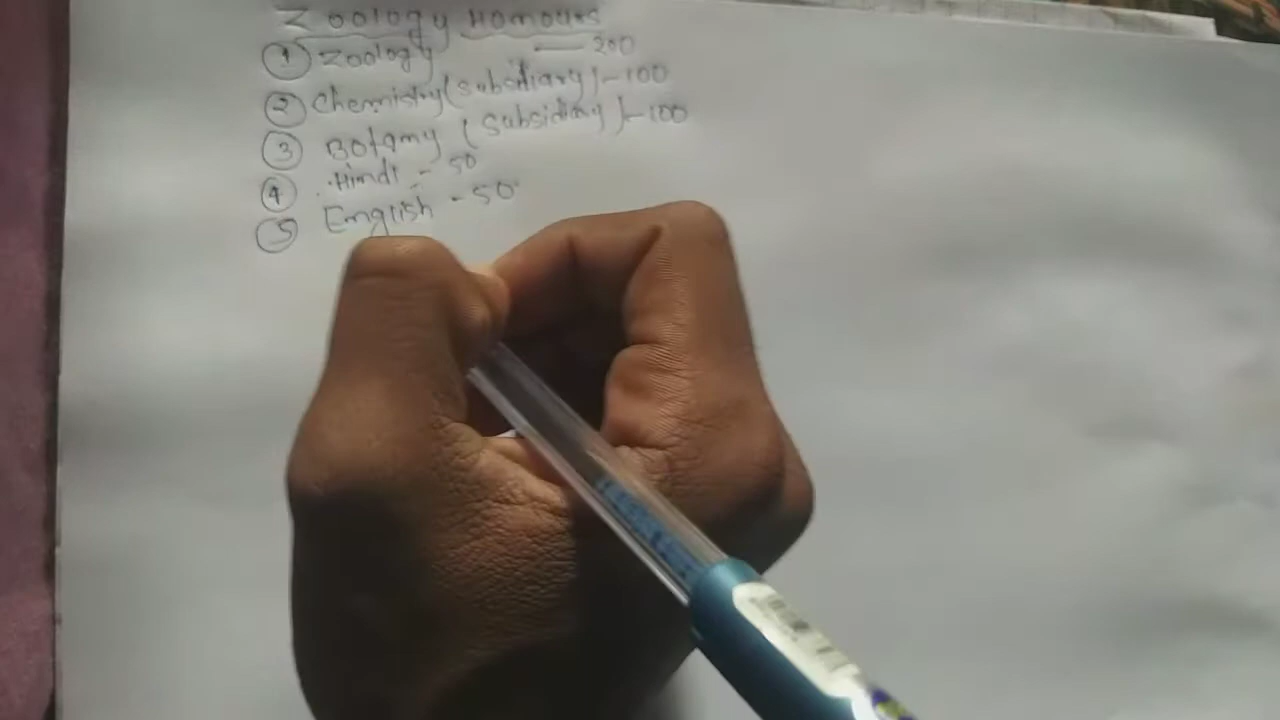 Zoology Honours
① Zoology — 200
② Chemistry (Subsidiary) - 100
③ Botany (Subsidiary) - 100
④ Hindi - 50
⑤ English - 50